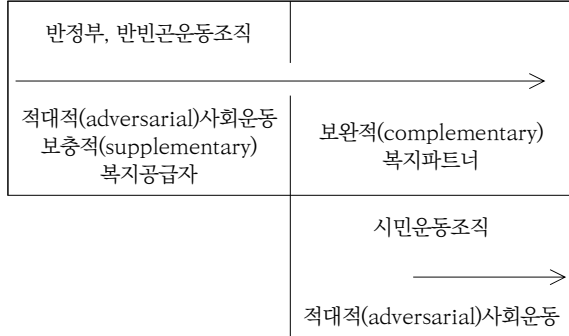 반정부, 반빈곤운동조직
적대적(adversarial)사회운동
보충적(supplementary)
복지공급자
보완적(complementary)
복지파트너
시민운동조직
적대적(adversarial)사회운동